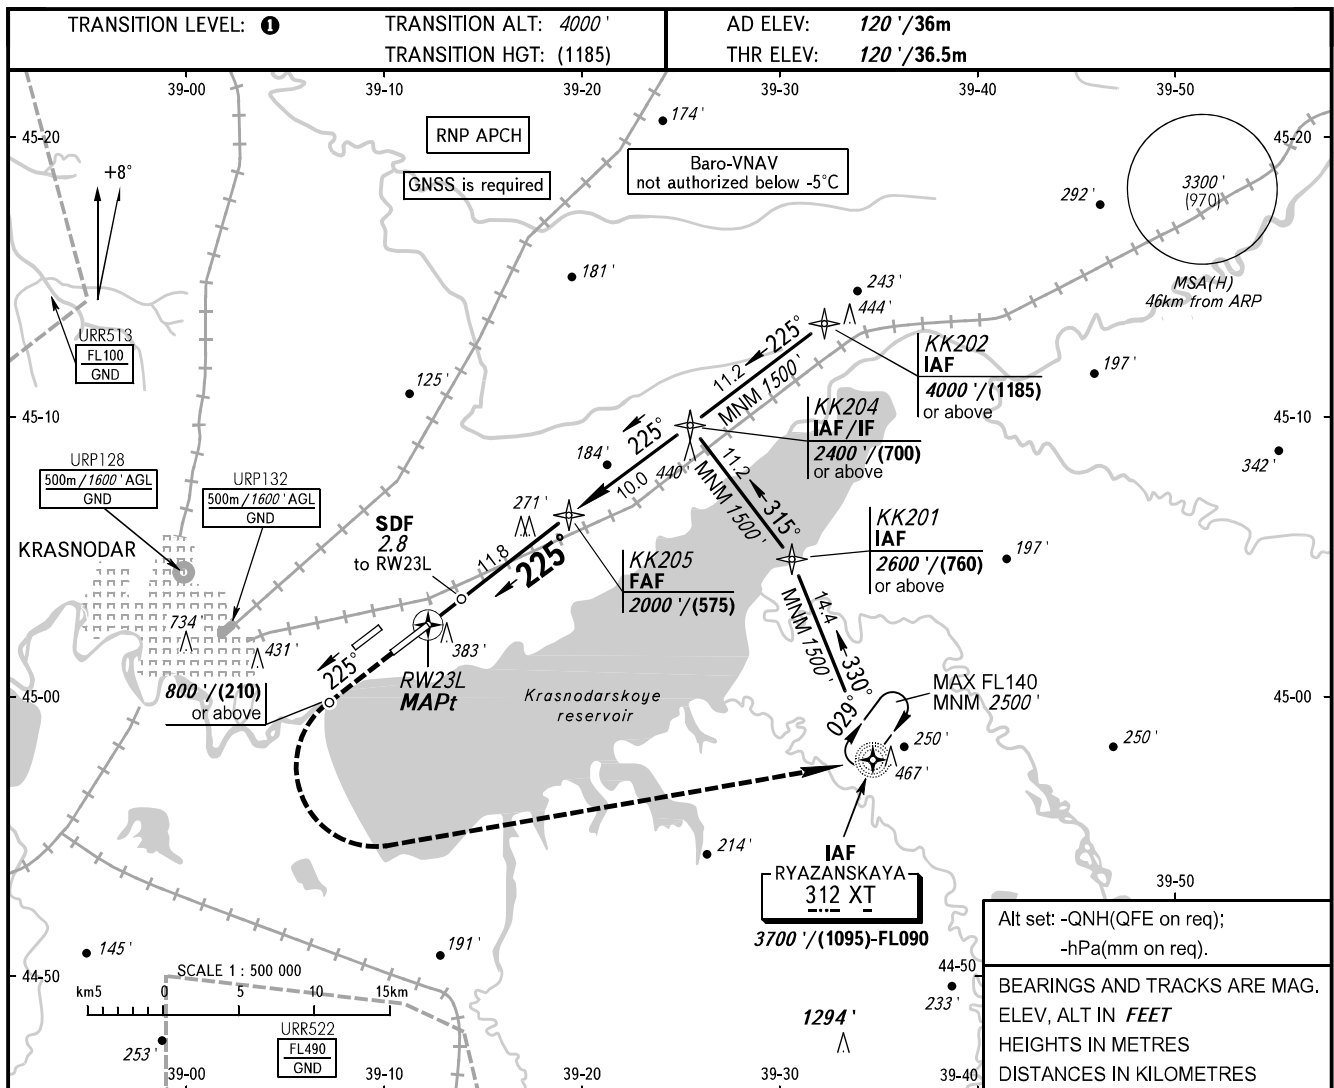 TRANSITION LEVEL: ❶
TRANSITION ALT: 4000 '
TRANSITION HGT: (1185)
AD ELEV: 120 '/36m
THR ELEV: 120 '/36.5m
39-00
39-10
39-20
39-30
39-40
39-50
45-20
45-20
RNP APCH
GNSS is required
Baro-VNAV
not authorized below -5°C
174 '
+8°
292 '
3300 '
(970)
MSA(H)
46km from ARP
181 '
243 '
444 '
URR513
FL100
GND
225°
11.2
MNM 1500'
KK202
IAF
4000 '/(1185)
or above
197 '
125 '
45-10
45-10
KK204
IAF/IF
2400 '/(700)
or above
225°
10.0
184 '
440 '
11.2
315°
MNM 1500'
342 '
URP128
500m/1600 ' AGL
GND
URP132
500m/1600 ' AGL
GND
KRASNODAR
SDF
2.8
to RW23L
271 '
11.8
225°
KK205
FAF
2000 '/(575)
KK201
IAF
2600 '/(760)
or above
197 '
14.4
330°
MNM 1500'
734 '
431 '
383 '
225°
RW23L
MAPt
800 '/(210)
or above
45-00
45-00
Krasnodarskoye
reservoir
029°
MAX FL140
MNM 2500'
250 '
250 '
467 '
214 '
IAF
RYAZANSKAYA
312 XT
3700 '/(1095)-FL090
39-50
145 '
191 '
44-50
44-50
233 '
SCALE 1 : 500 000
km5 0 5 10 15km
URR522
FL490
GND
253 '
1294 '
39-00
39-10
39-20
39-30
39-40
Alt set: -QNH(QFE on req);
-hPa(mm on req).
BEARINGS AND TRACKS ARE MAG.
ELEV, ALT IN FEET
HEIGHTS IN METRES
DISTANCES IN KILOMETRES